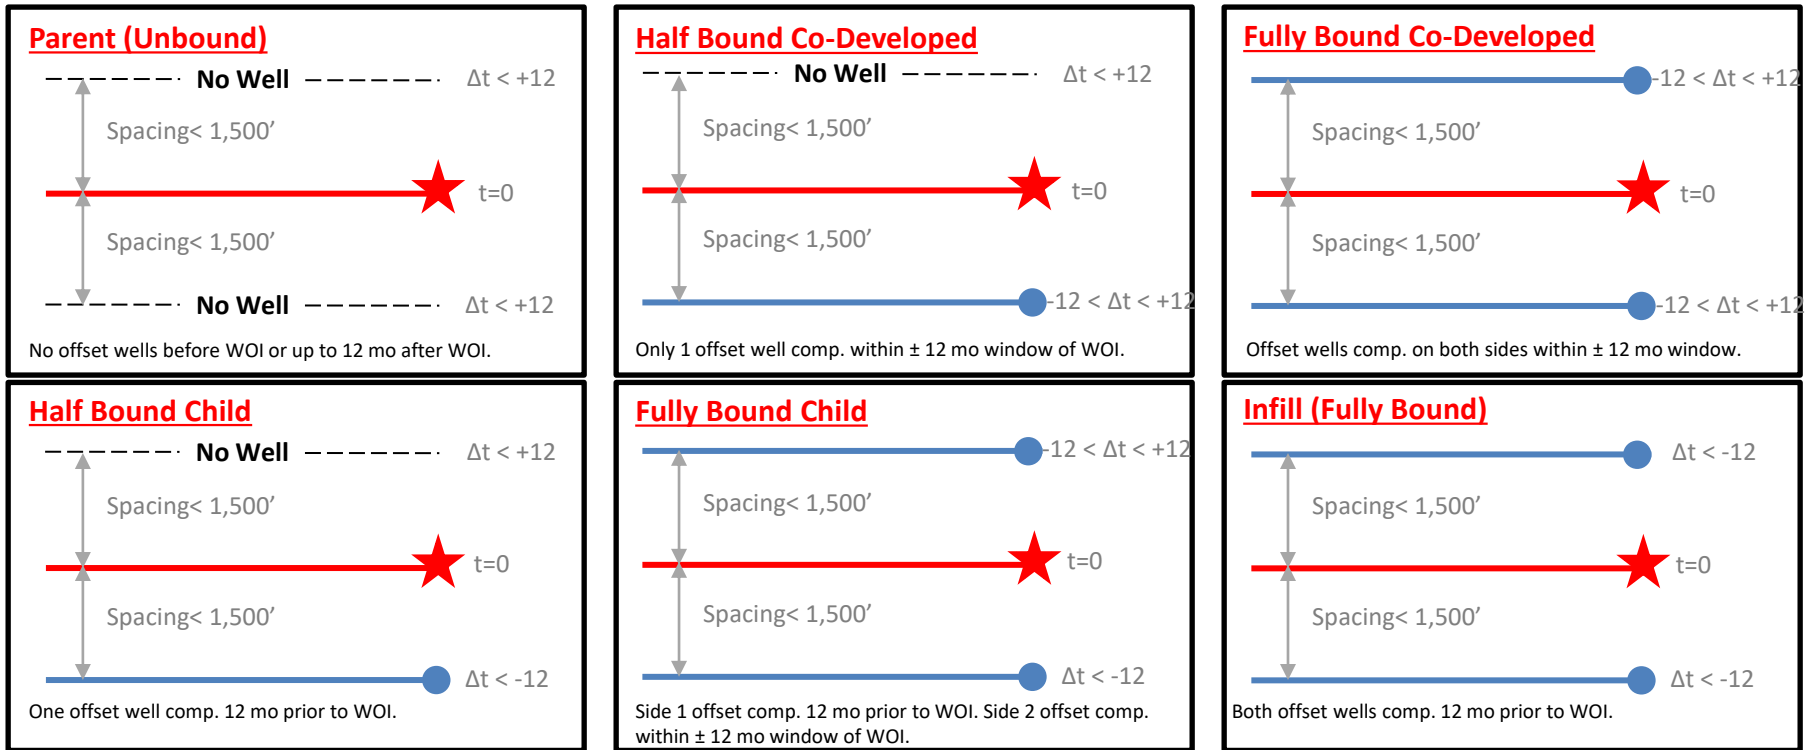 Parent (Unbound)
No Well
Δt < +12
Spacing< 1,500’
t=0
Spacing< 1,500’
No Well
Δt < +12
No offset wells before WOI or up to 12 mo after WOI.
Half Bound Co-Developed
No Well
Δt < +12
Spacing< 1,500’
t=0
Spacing< 1,500’
-12 < Δt < +12
Only 1 offset well comp. within ± 12 mo window of WOI.
Fully Bound Co-Developed
-12 < Δt < +12
Spacing< 1,500’
t=0
Spacing< 1,500’
-12 < Δt < +12
Offset wells comp. on both sides within ± 12 mo window.
Half Bound Child
No Well
Δt < +12
Spacing< 1,500’
t=0
Spacing< 1,500’
Δt < -12
One offset well comp. 12 mo prior to WOI.
Fully Bound Child
-12 < Δt < +12
Spacing< 1,500’
t=0
Spacing< 1,500’
Δt < -12
Side 1 offset comp. 12 mo prior to WOI. Side 2 offset comp.
within ± 12 mo window of WOI.
Infill (Fully Bound)
Δt < -12
Spacing< 1,500’
t=0
Spacing< 1,500’
Δt < -12
Both offset wells comp. 12 mo prior to WOI.